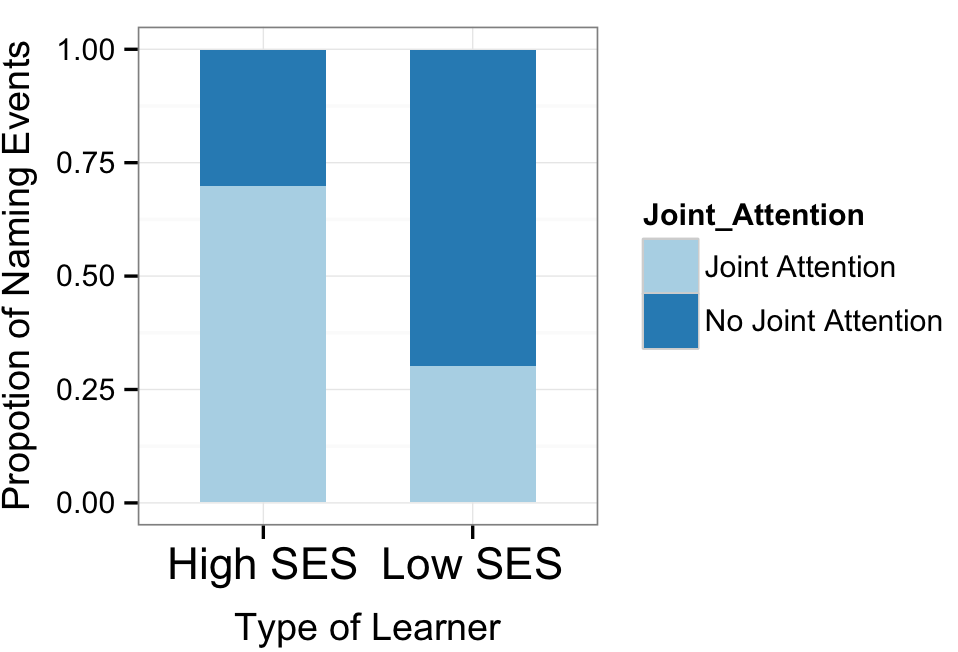 Propotion of Naming Events
1.00
0.75
0.50
0.25
0.00
High SES Low SES
Type of Learner
Joint_Attention
Joint Attention
No Joint Attention